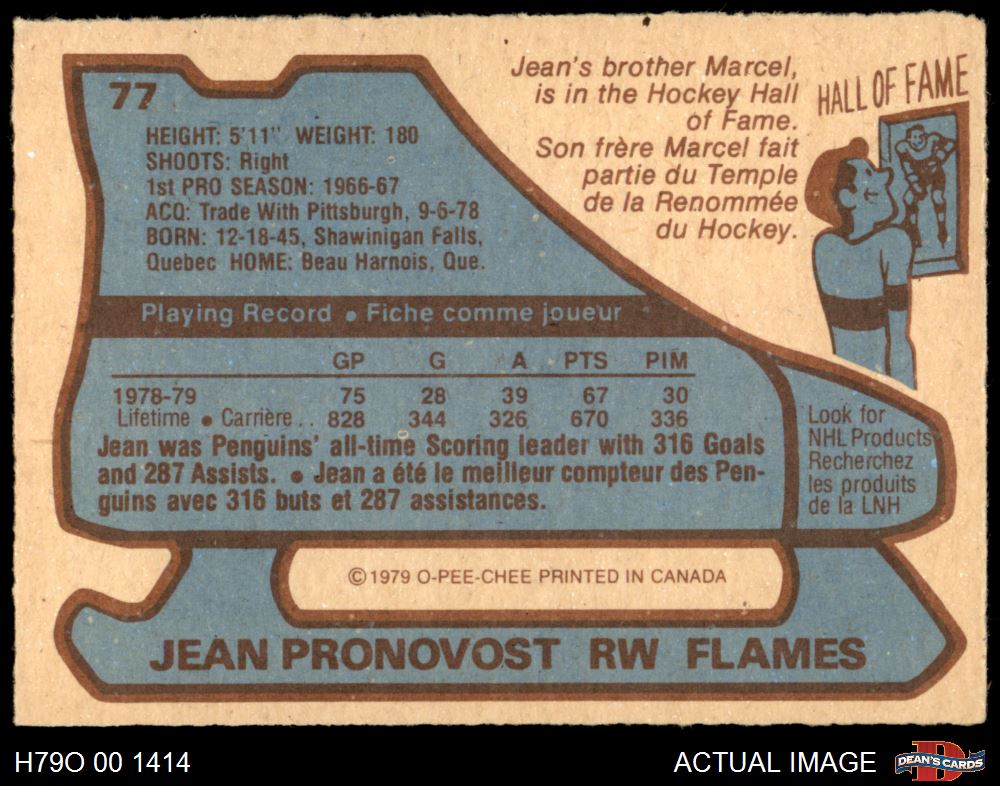 77
HEIGHT: 5'11" WEIGHT: 180
SHOOTS: Right
1st PRO SEASON: 1966-67
ACQ: Trade With Pittsburgh, 9-6-78
BORN: 12-18-45, Shawinigan Falls,
Quebec HOME: Beau Harnois, Que.
Jean's brother Marcel,
is in the Hockey Hall
of Fame.
Son frère Marcel fait
partie du Temple
de la Renommée
du Hockey.
HALL OF FAME
Playing Record • Fiche comme joueur
GP G A PTS PIM
1978-79 75 28 39 67 30
Lifetime • Carrière.. 828 344 326 670 336
Jean was Penguins' all-time Scoring leader with 316 Goals
and 287 Assists. • Jean a été le meilleur compteur des Pen-
guins avec 316 buts et 287 assistances.
Look for
NHL Products
Recherchez
les produits
de la LNH
© 1979 O-PEE-CHEE PRINTED IN CANADA
JEAN PRONOVOST RW FLAMES
H79O 00 1414
ACTUAL IMAGE
D
DEAN'S CARDS